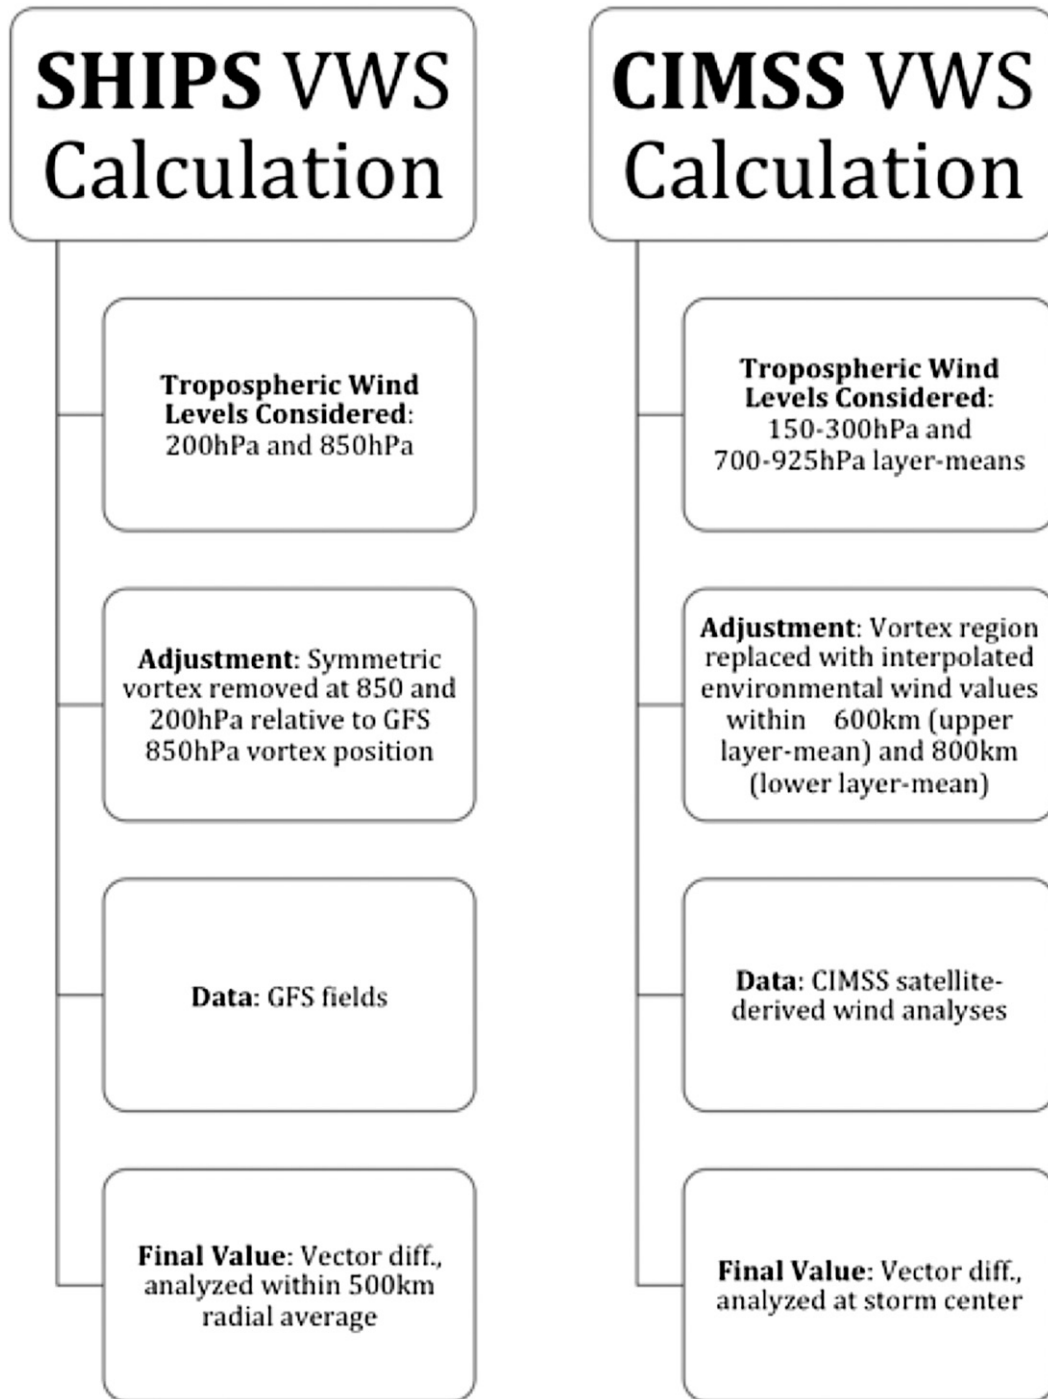 SHIPS VWS
Calculation
Tropospheric Wind
Levels Considered:
200hPa and 850hPa
Adjustment: Symmetric
vortex removed at 850 and
200hPa relative to GFS
850hPa vortex position
Data: GFS fields
Final Value: Vector diff.,
analyzed within 500km
radial average
CIMSS VWS
Calculation
Tropospheric Wind
Levels Considered:
150-300hPa and
700-925hPa layer-means
Adjustment: Vortex region
replaced with interpolated
environmental wind values
within 600km (upper
layer-mean) and 800km
(lower layer-mean)
Data: CIMSS satellite-
derived wind analyses
Final Value: Vector diff.,
analyzed at storm center